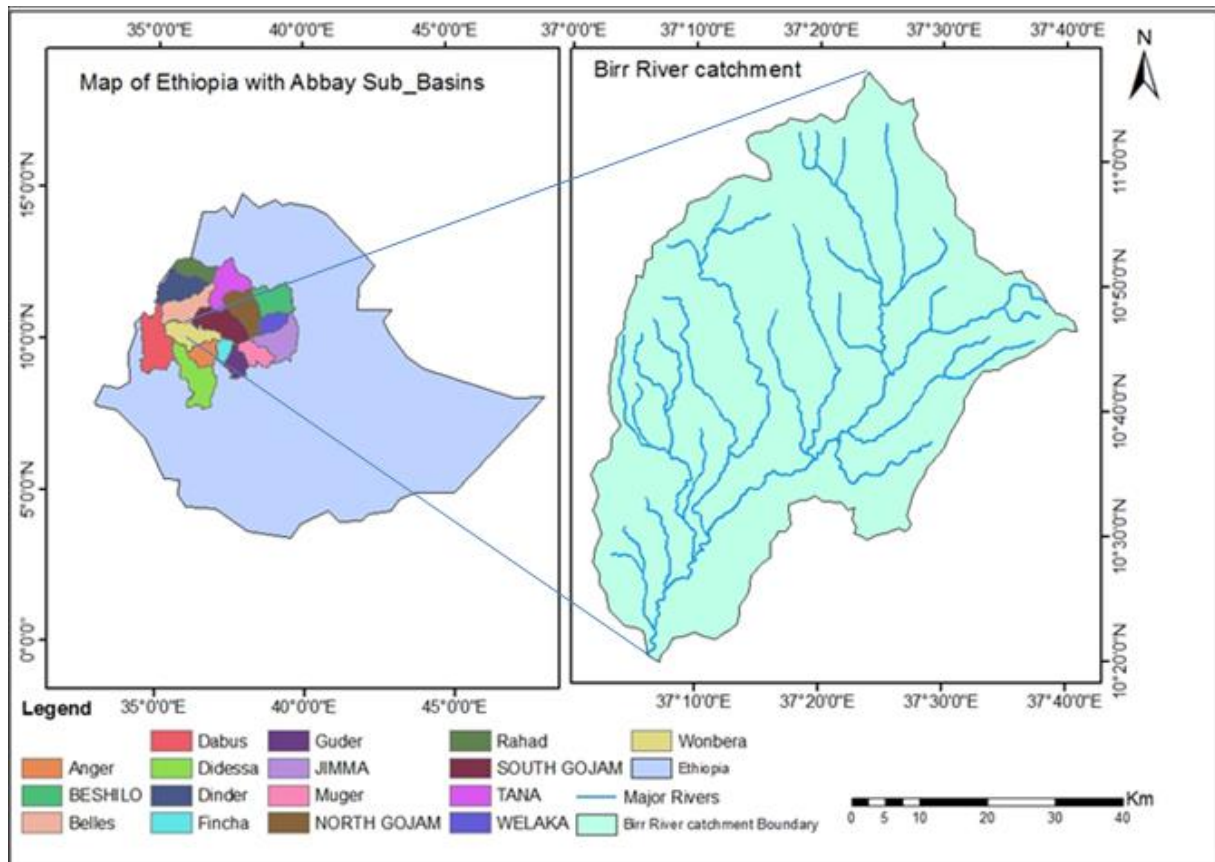 35°0'0"E 40°0'0"E 45°0'0"E 37°0'0"E 37°10'0"E 37°20'0"E 37°30'0"E 37°40'0"E
Map of Ethiopia with Abbay Sub_Basins
Birr River catchment
N
15°0'0"N
10°0'0"N
5°0'0"N
0°0'0"
11°0'0"N
10°50'0"N
10°40'0"N
10°30'0"N
10°20'0"N
35°0'0"E 40°0'0"E 45°0'0"E 37°10'0"E 37°20'0"E 37°30'0"E 37°40'0"E
Legend
Dabus Guder Rahad Wonbera
Anger Didessa JIMMA SOUTH GOJAM Ethiopia
BESHILO Dinder Muger TANA Major Rivers
Belles Fincha NORTH GOJAM WELAKA Birr River catchment Boundary
Km
0 5 10 20 30 40